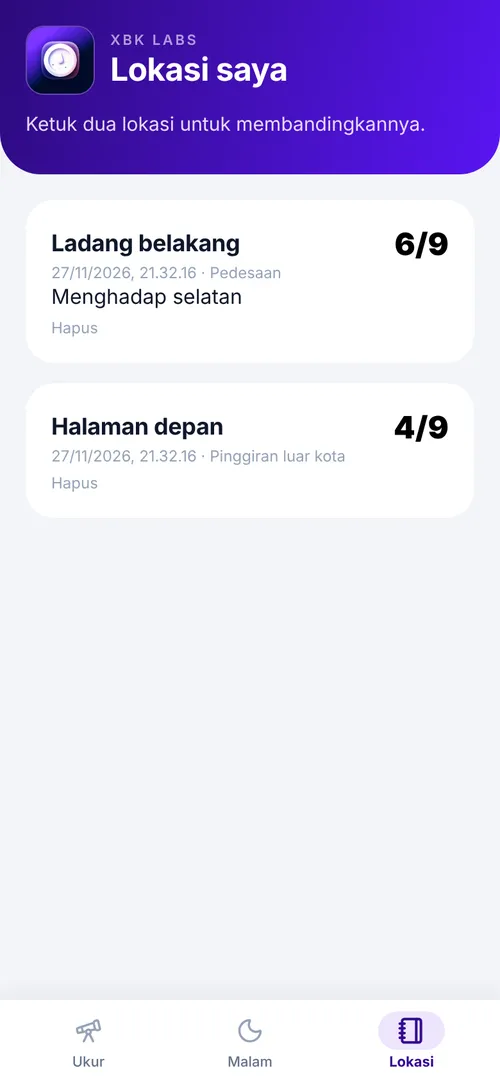 XBK LABS
Lokasi saya
Ketuk dua lokasi untuk membandingkannya.
Ladang belakang
6/9
27/11/2026, 21.32.16 · Pedesaan
Menghadap selatan
Hapus
Halaman depan
4/9
27/11/2026, 21.32.16 · Pinggiran luar kota
Hapus
Ukur
Malam
Lokasi